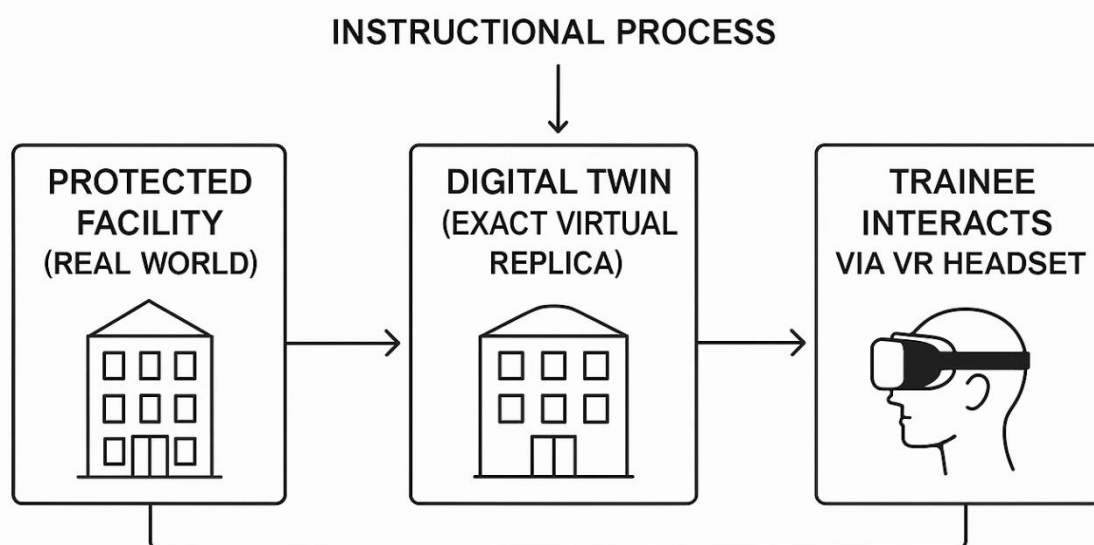 INSTRUCTIONAL PROCESS
PROTECTED
FACILITY
(REAL WORLD)
DIGITAL TWIN
(EXACT VIRTUAL
REPLICA)
TRAINEE
INTERACTS
VIA VR HEADSET